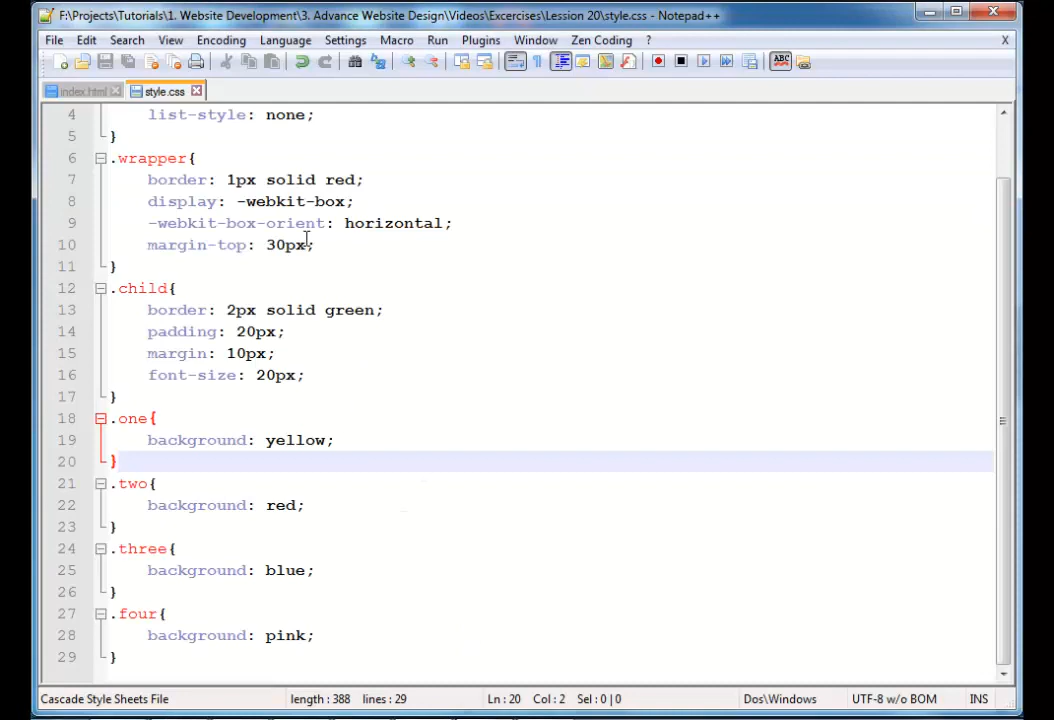 F:\Projects\Tutorials\1. Website Development\3. Advance Website Design\Videos\Excercises\Lession 20\style.css - Notepad++
File Edit Search View Encoding Language Settings Macro Run Plugins Window Zen Coding ? X
ABC
index.html style.css
4 list-style: none;
5 }
6 .wrapper{
7 border: 1px solid red;
8 display: -webkit-box;
9 -webkit-box-orient: horizontal;
10 margin-top: 30px;
11 }
12 .child{
13 border: 2px solid green;
14 padding: 20px;
15 margin: 10px;
16 font-size: 20px;
17 }
18 .one{
19 background: yellow;
20 }
21 .two{
22 background: red;
23 }
24 .three{
25 background: blue;
26 }
27 .four{
28 background: pink;
29 }
Cascade Style Sheets File length : 388 lines : 29 Ln : 20 Col : 2 Sel : 0 | 0 Dos\Windows UTF-8 w/o BOM INS